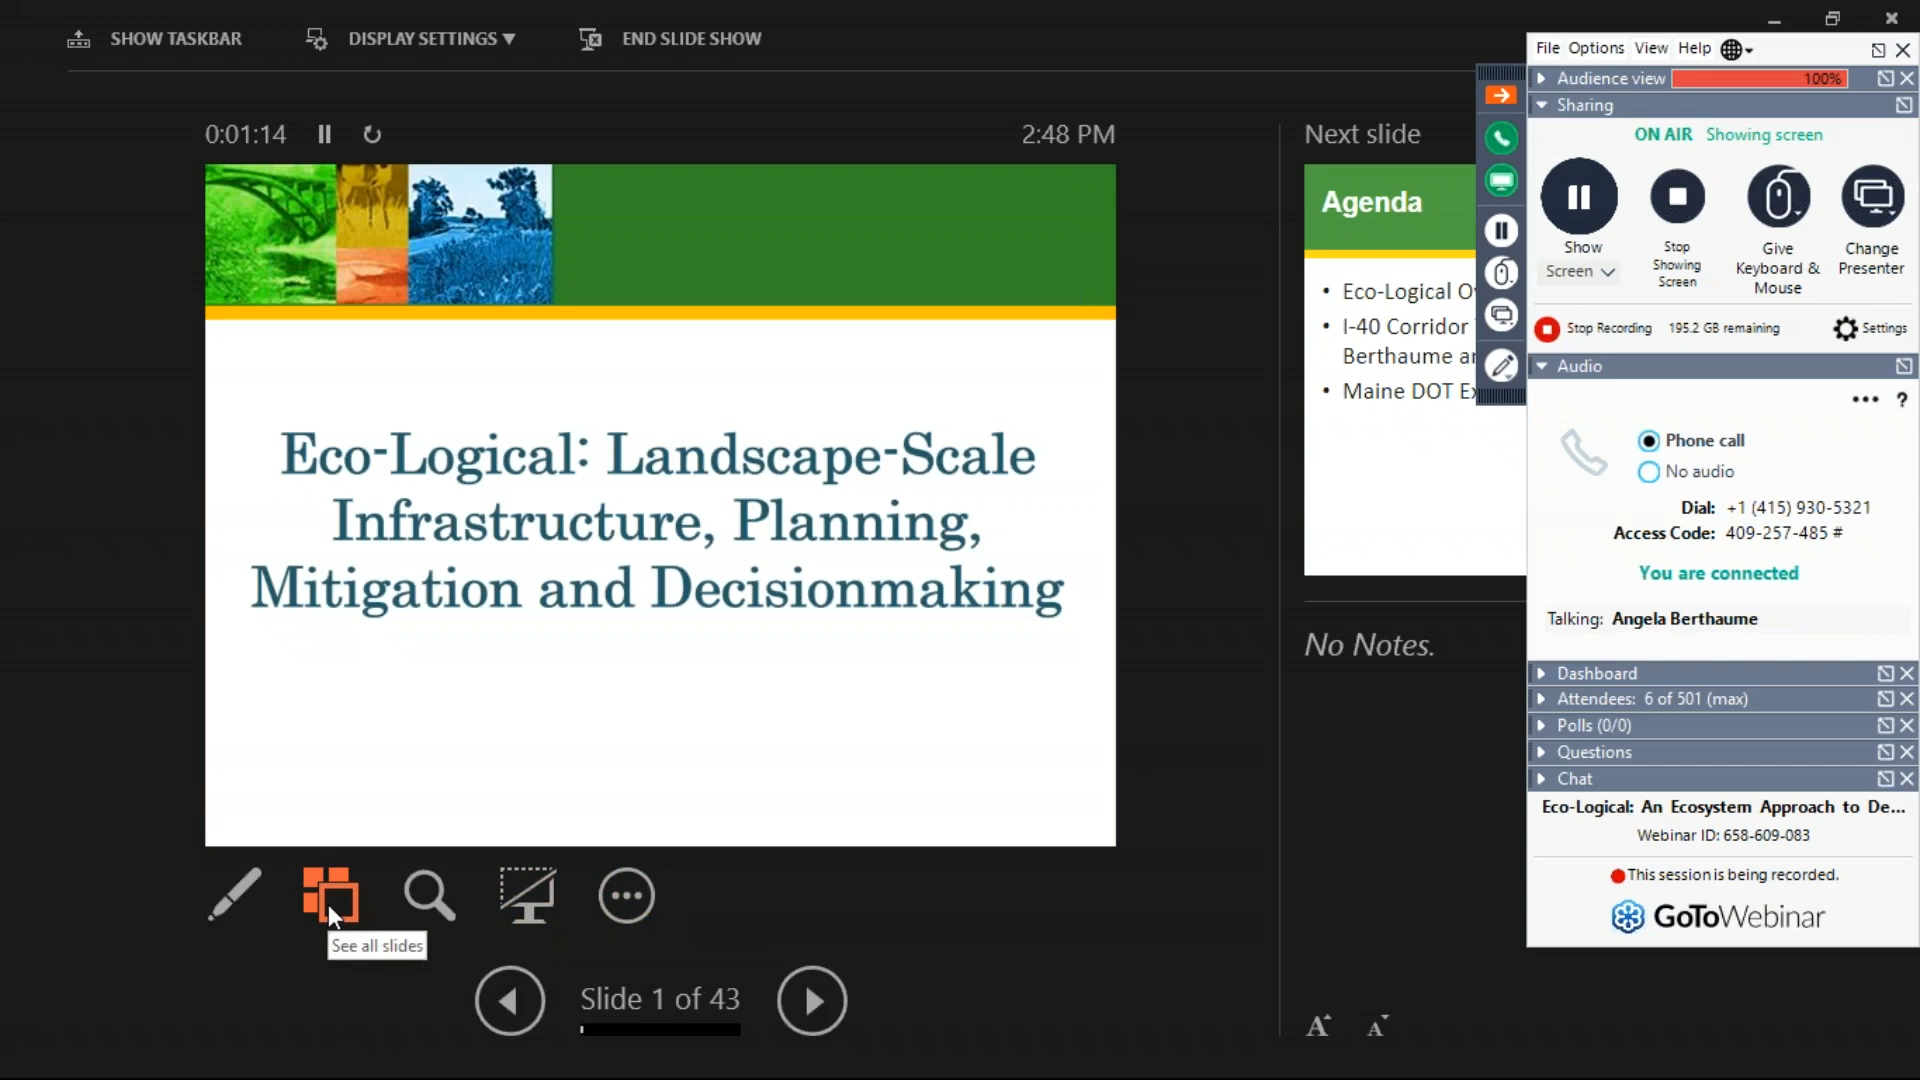 SHOW TASKBAR
DISPLAY SETTINGS
END SLIDE SHOW
0:01:14
2:48 PM
Eco-Logical: Landscape-Scale
Infrastructure, Planning,
Mitigation and Decisionmaking
See all slides
Slide 1 of 43
Next slide
Agenda
• Eco-Logical
• I-40 Corridor
Berthaume
• Maine DOT
No Notes.
A A
File Options View Help
Audience view 100%
Sharing
ON AIR Showing screen
Show
Screen
Stop
Showing
Screen
Give
Keyboard &
Mouse
Change
Presenter
Stop Recording 195.2 GB remaining Settings
Audio
••• ?
Phone call
No audio
Dial: +1 (415) 930-5321
Access Code: 409-257-485 #
You are connected
Talking: Angela Berthaume
Dashboard
Attendees: 6 of 501 (max)
Polls (0/0)
Questions
Chat
Eco-Logical: An Ecosystem Approach to De...
Webinar ID: 658-609-083
This session is being recorded.
GoToWebinar